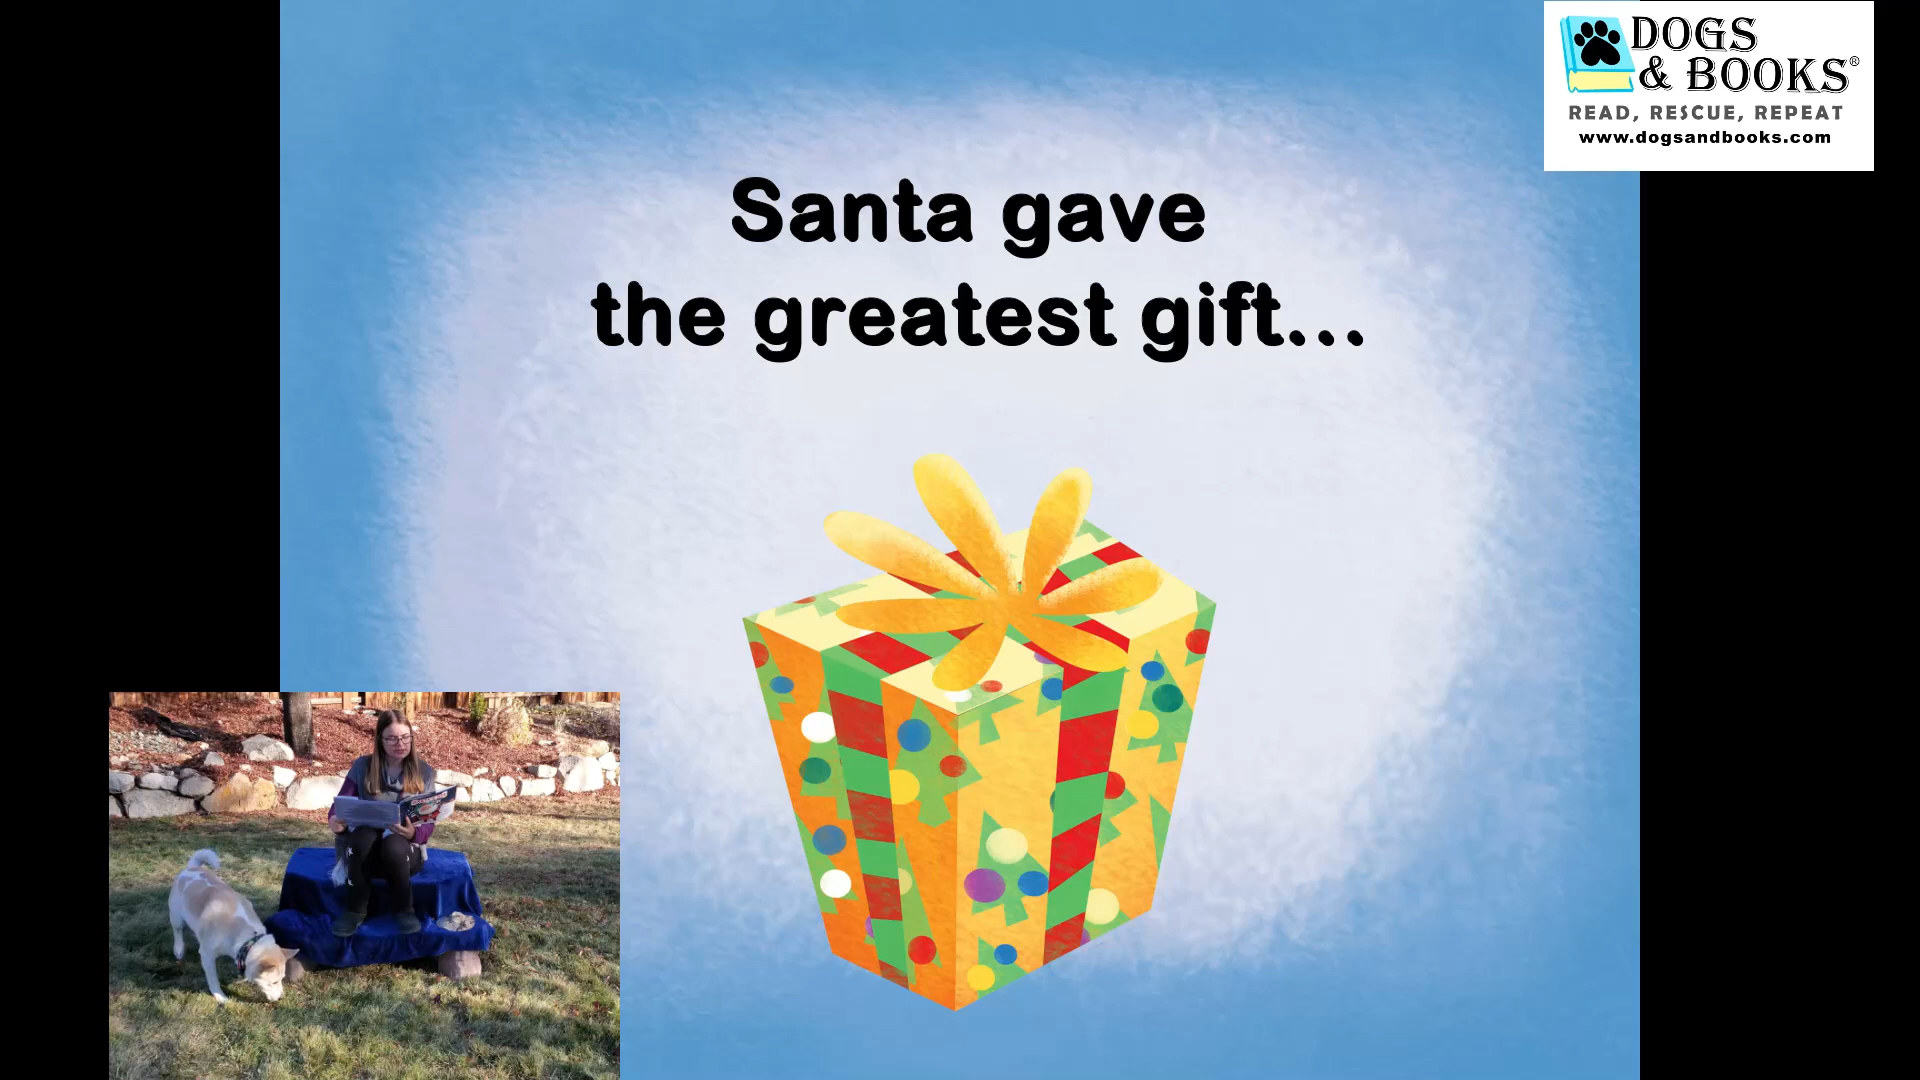 Santa gave
the greatest gift...
DOGS
& BOOKS®
READ, RESCUE, REPEAT
www.dogsandbooks.com